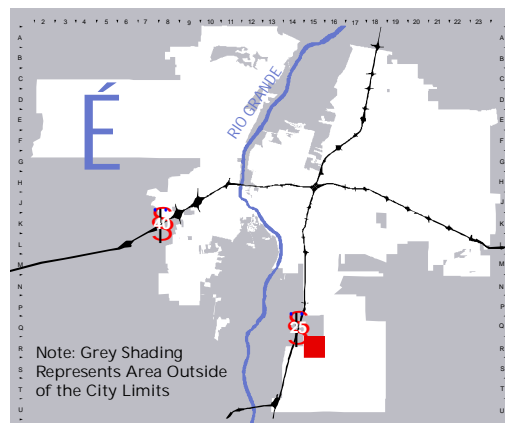 2 3 4 5 6 7 8 9 10 11 12 13 14 15 16 17 18 19 20 21 22 23
A A
B B
C C
D D
E E
F F
G G
H H
J J
K K
L L
M M
N N
P P
Q Q
R R
S S
T T
U U
É
RIO GRANDE
40
25
Note: Grey Shading
Represents Area Outside
of the City Limits